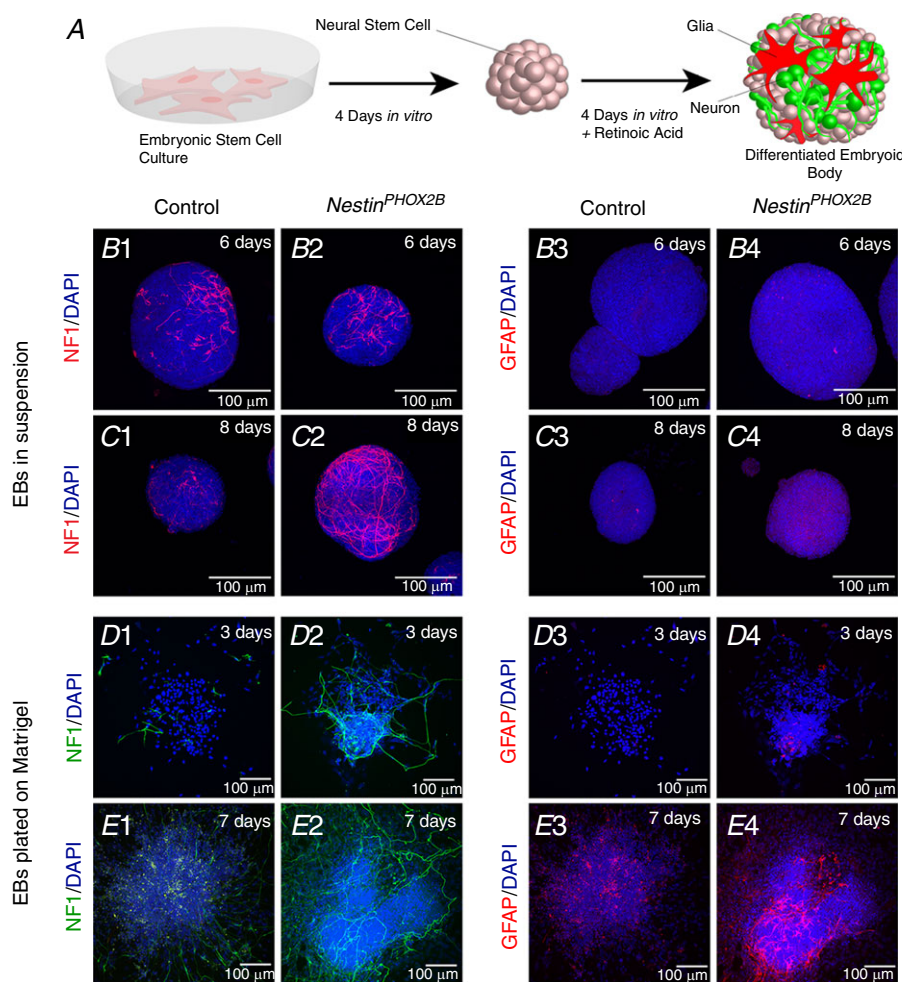 A
Neural Stem Cell
Glia
Neuron
4 Days in vitro
4 Days in vitro
+ Retinoic Acid
Embryonic Stem Cell
Culture
Differentiated Embryoid
Body
Control
Nestin^PHOX2B
Control
Nestin^PHOX2B
EBs in suspension
NF1/DAPI
B1
6 days
100 µm
B2
6 days
100 µm
GFAP/DAPI
B3
6 days
100 µm
B4
6 days
100 µm
NF1/DAPI
C1
8 days
100 µm
C2
8 days
100 µm
GFAP/DAPI
C3
8 days
100 µm
C4
8 days
100 µm
EBs plated on Matrigel
NF1/DAPI
D1
3 days
100 µm
D2
3 days
100 µm
GFAP/DAPI
D3
3 days
100 µm
D4
3 days
100 µm
NF1/DAPI
E1
7 days
100 µm
E2
7 days
100 µm
GFAP/DAPI
E3
7 days
100 µm
E4
7 days
100 µm